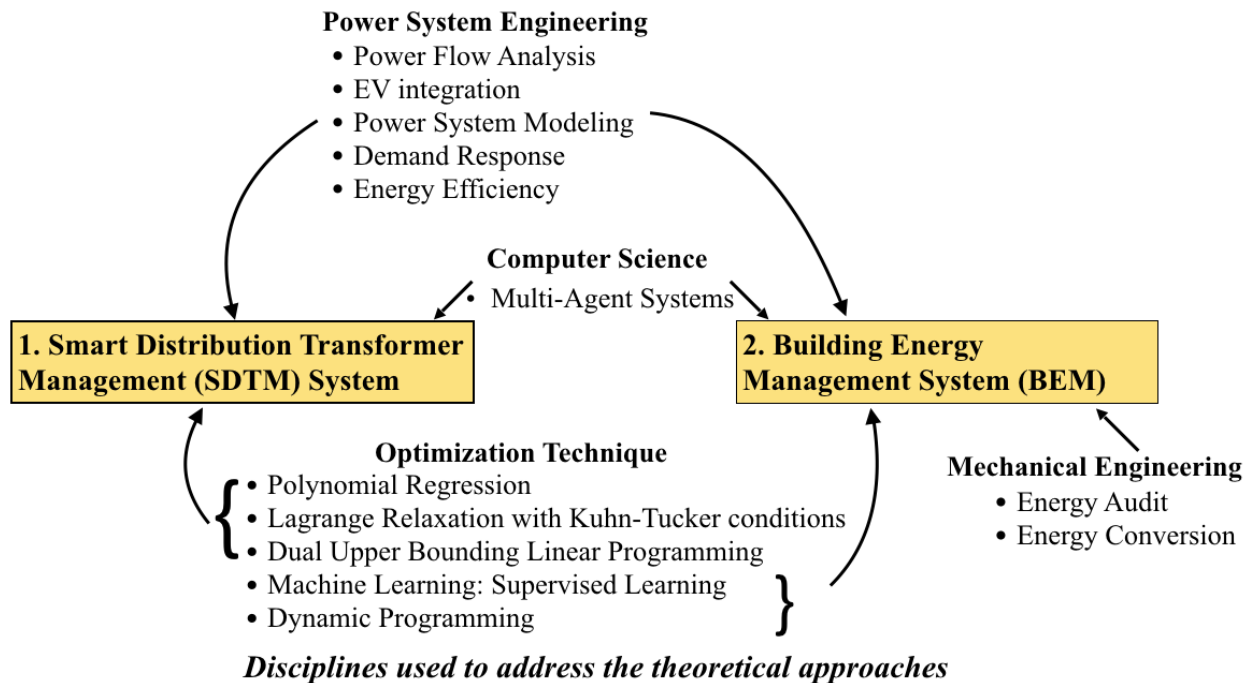 Power System Engineering
• Power Flow Analysis
• EV integration
• Power System Modeling
• Demand Response
• Energy Efficiency
Computer Science
• Multi-Agent Systems
1. Smart Distribution Transformer
Management (SDTM) System
2. Building Energy
Management System (BEM)
Optimization Technique
• Polynomial Regression
• Lagrange Relaxation with Kuhn-Tucker conditions
• Dual Upper Bounding Linear Programming
• Machine Learning: Supervised Learning
• Dynamic Programming
Mechanical Engineering
• Energy Audit
• Energy Conversion
Disciplines used to address the theoretical approaches